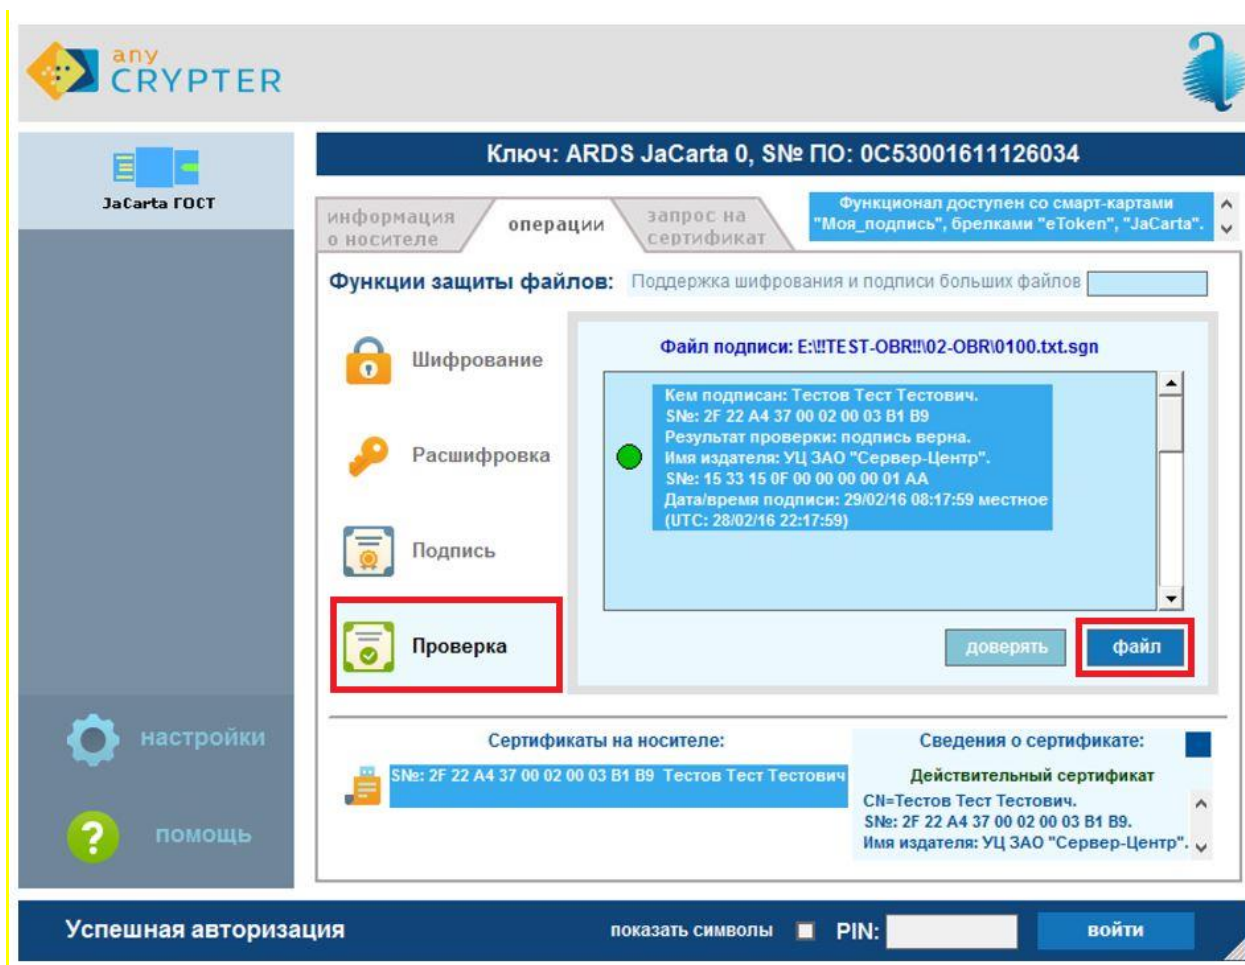 any
CRYPTER
JaCarta ГОСТ
Ключ: ARDS JaCarta 0, S№ ПО: 0C53001611126034
информация
о носителе
операции
запрос на
сертификат
Функционал доступен со смарт-картами
"Моя_подпись", брелками "eToken", "JaCarta".
Функции защиты файлов:
Поддержка шифрования и подписи больших файлов
Шифрование
Расшифровка
Подпись
Проверка
Файл подписи: E:\!!TEST-OBR!!\02-OBR\0100.txt.sgn
Кем подписан: Тестов Тест Тестович.
S№: 2F 22 A4 37 00 02 00 03 B1 B9
Результат проверки: подпись верна.
Имя издателя: УЦ ЗАО "Сервер-Центр".
S№: 15 33 15 0F 00 00 00 00 01 AA
Дата/время подписи: 29/02/16 08:17:59 местное
(UTC: 28/02/16 22:17:59)
доверять
файл
настройки
помощь
Сертификаты на носителе:
S№: 2F 22 A4 37 00 02 00 03 B1 B9 Тестов Тест Тестович
Сведения о сертификате:
Действительный сертификат
CN=Тестов Тест Тестович.
S№: 2F 22 A4 37 00 02 00 03 B1 B9.
Имя издателя: УЦ ЗАО "Сервер-Центр".
Успешная авторизация
показать символы
PIN:
войти